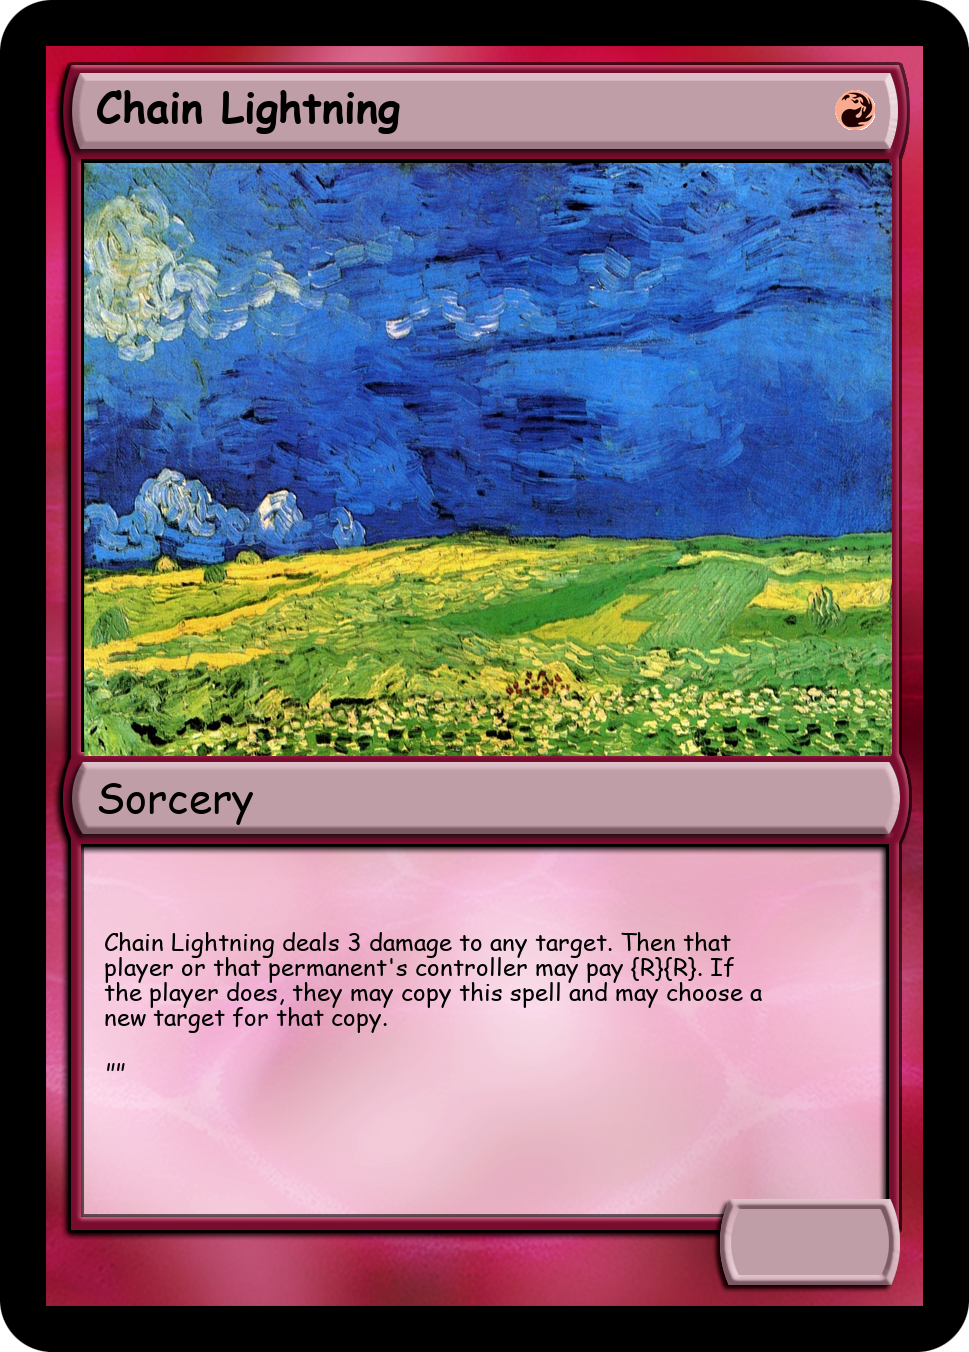 Chain Lightning
Sorcery
Chain Lightning deals 3 damage to any target. Then that
player or that permanent's controller may pay {R}{R}. If
the player does, they may copy this spell and may choose a
new target for that copy.
""